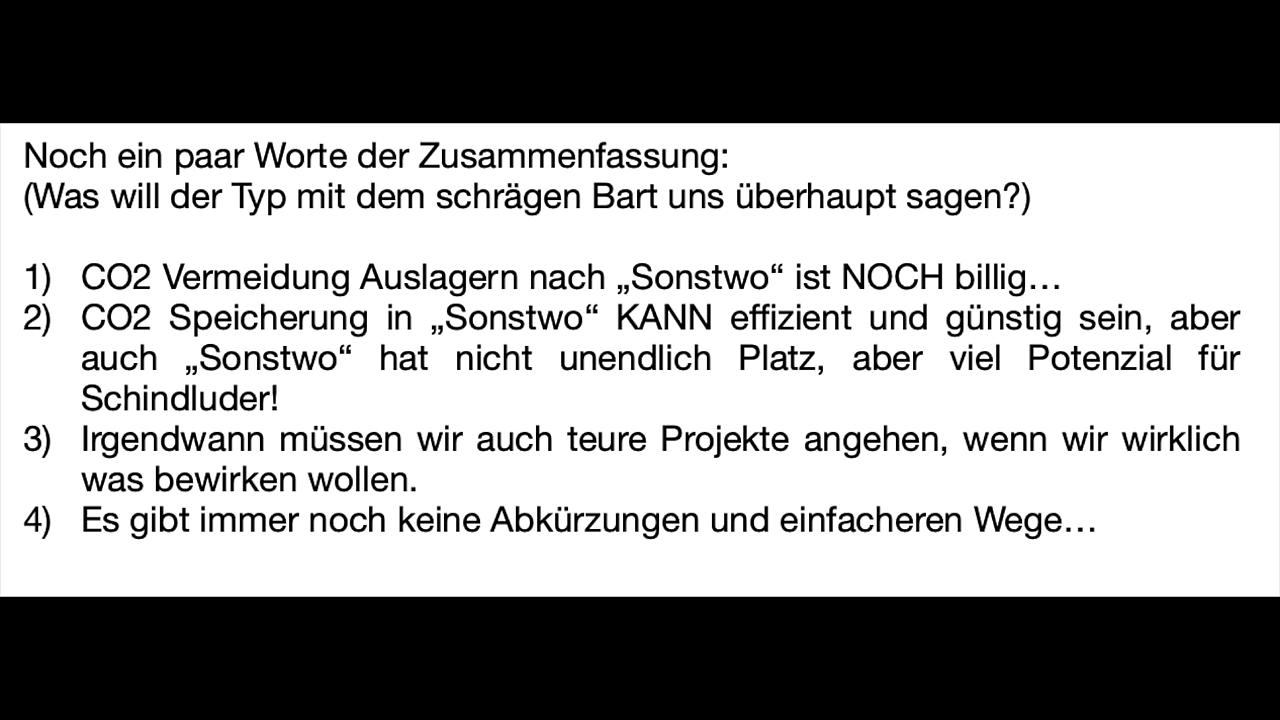 Noch ein paar Worte der Zusammenfassung:
(Was will der Typ mit dem schrägen Bart uns überhaupt sagen?)
1) CO2 Vermeidung Auslagern nach „Sonstwo“ ist NOCH billig…
2) CO2 Speicherung in „Sonstwo“ KANN effizient und günstig sein, aber
auch „Sonstwo“ hat nicht unendlich Platz, aber viel Potenzial für
Schindluder!
3) Irgendwann müssen wir auch teure Projekte angehen, wenn wir wirklich
was bewirken wollen.
4) Es gibt immer noch keine Abkürzungen und einfacheren Wege…